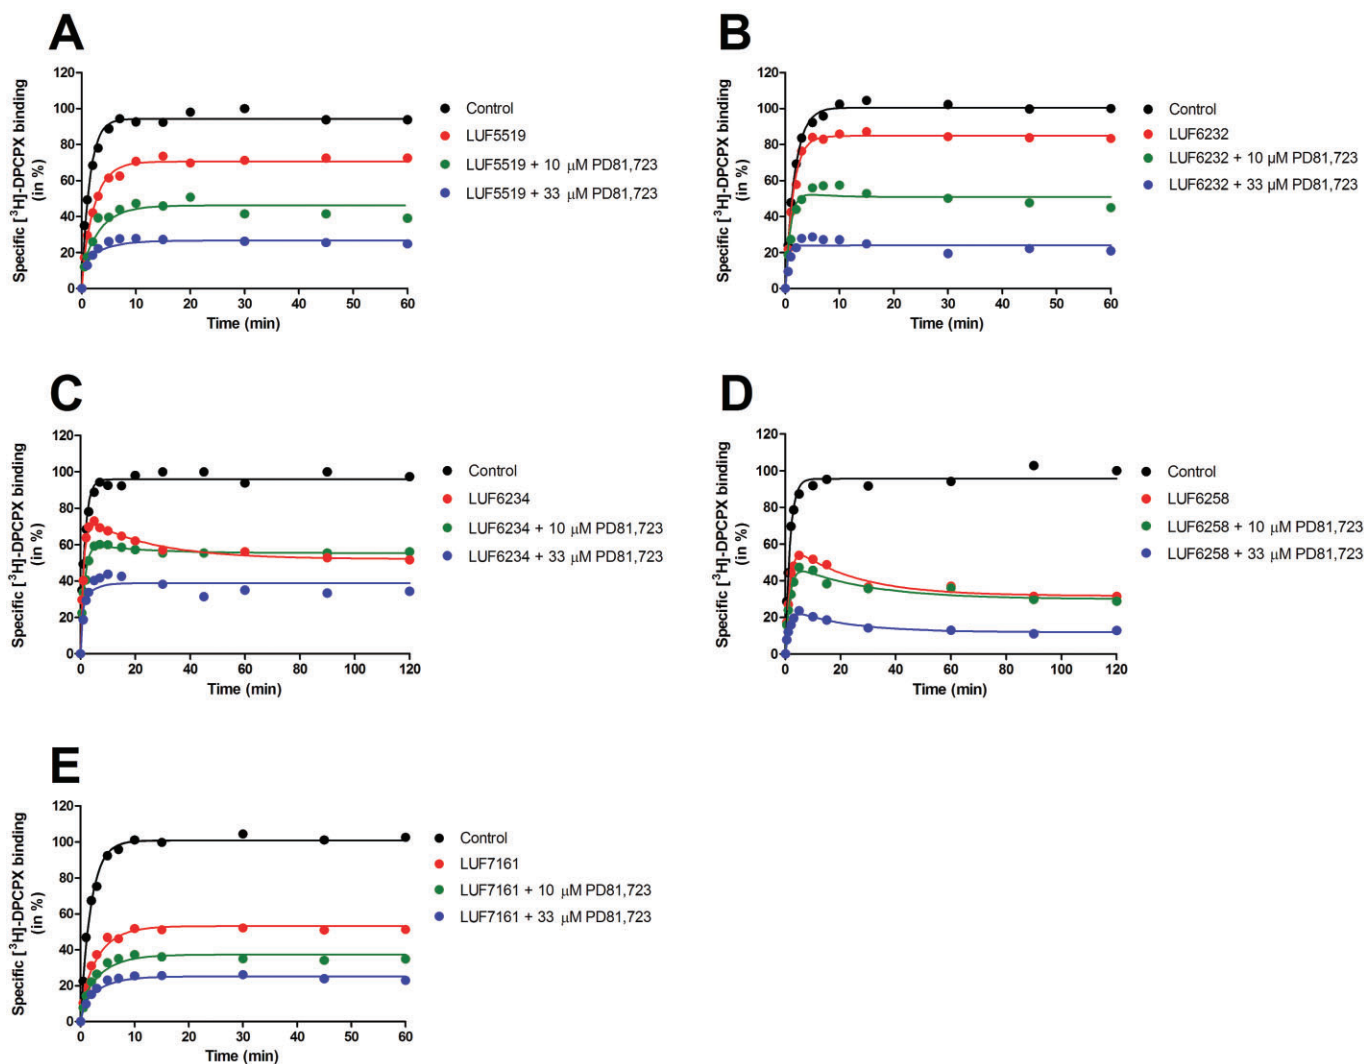 A
Specific [³H]-DPCPX binding
(in %)
120
100
80
60
40
20
0
0 10 20 30 40 50 60
Time (min)
Control
LUF5519
LUF5519 + 10 μM PD81,723
LUF5519 + 33 μM PD81,723
B
Specific [³H]-DPCPX binding
(in %)
120
100
80
60
40
20
0
0 10 20 30 40 50 60
Time (min)
Control
LUF6232
LUF6232 + 10 μM PD81,723
LUF6232 + 33 μM PD81,723
C
Specific [³H]-DPCPX binding
(in %)
120
100
80
60
40
20
0
0 20 40 60 80 100 120
Time (min)
Control
LUF6234
LUF6234 + 10 μM PD81,723
LUF6234 + 33 μM PD81,723
D
Specific [³H]-DPCPX binding
(in %)
120
100
80
60
40
20
0
0 20 40 60 80 100 120
Time (min)
Control
LUF6258
LUF6258 + 10 μM PD81,723
LUF6258 + 33 μM PD81,723
E
Specific [³H]-DPCPX binding
(in %)
120
100
80
60
40
20
0
0 10 20 30 40 50 60
Time (min)
Control
LUF7161
LUF7161 + 10 μM PD81,723
LUF7161 + 33 μM PD81,723